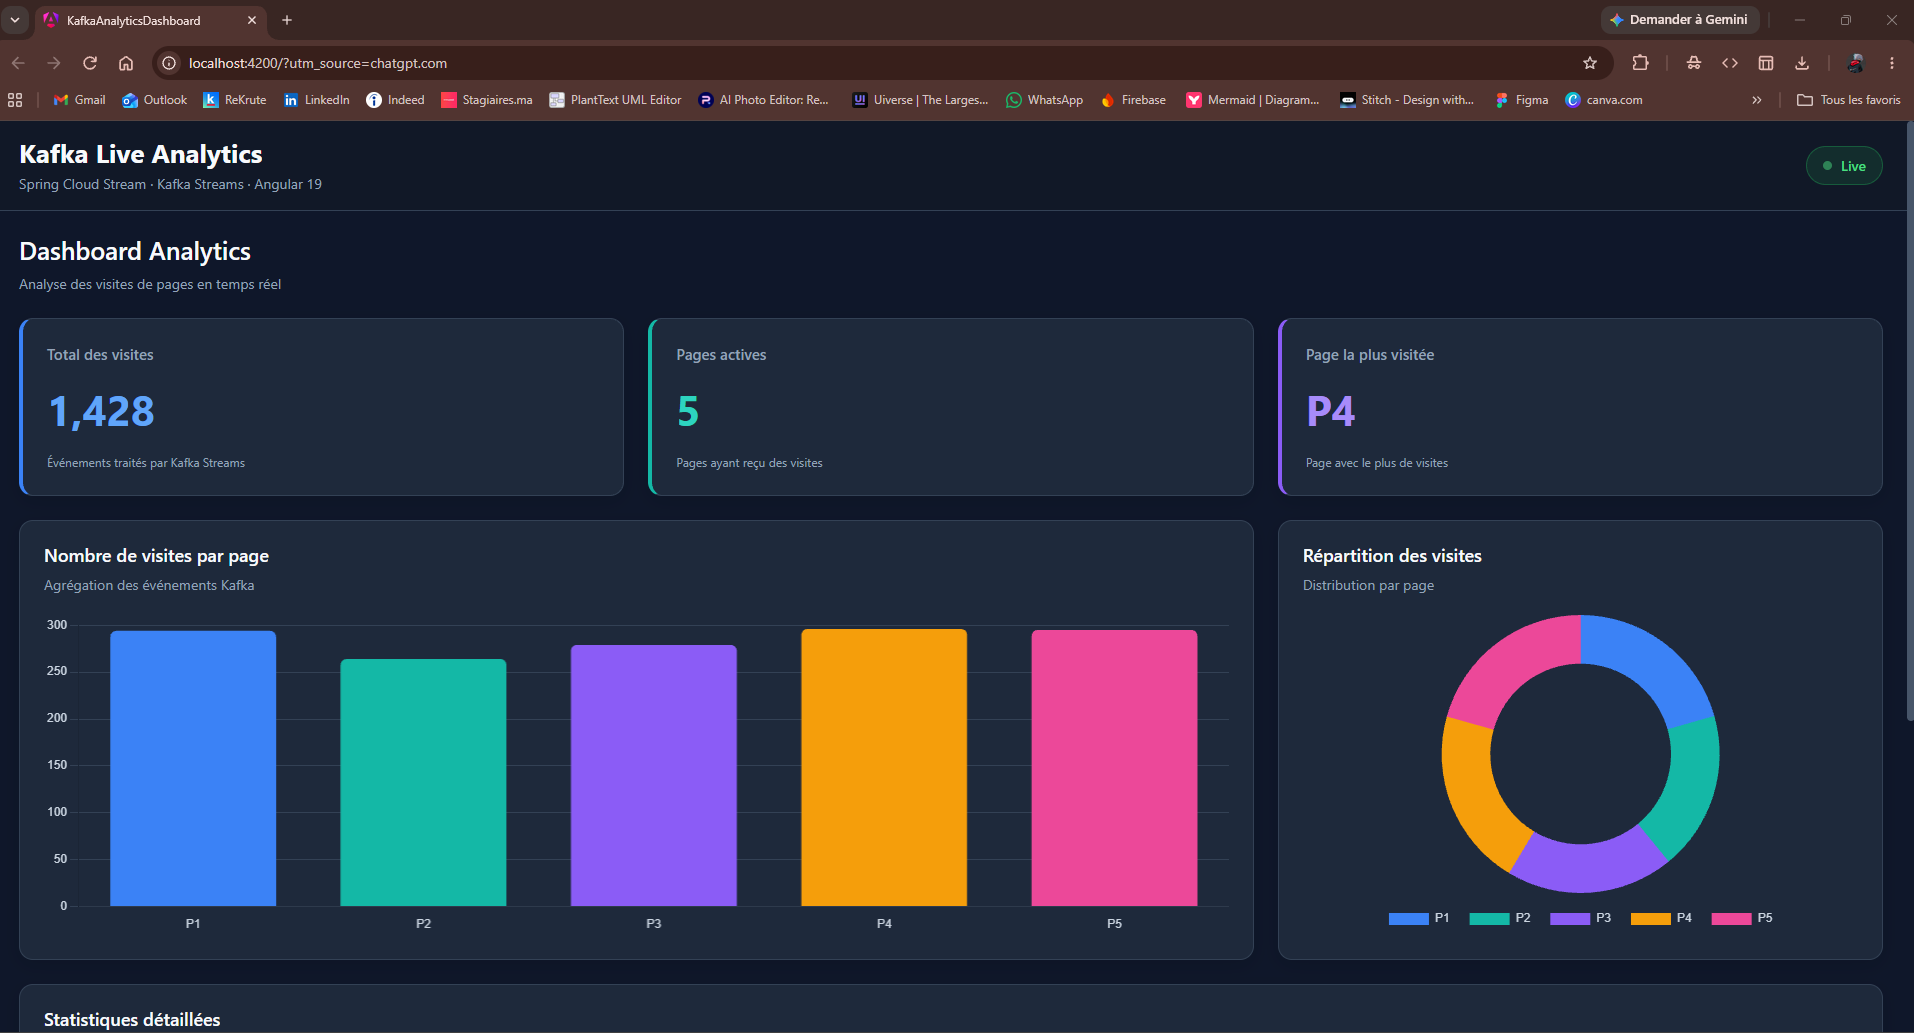 KafkaAnalyticsDashboard
Demander à Gemini
localhost:4200/?utm_source=chatgpt.com
Gmail
Outlook
ReKrute
LinkedIn
Indeed
Stagiaires.ma
PlantText UML Editor
AI Photo Editor: Re...
Uiverse | The Larges...
WhatsApp
Firebase
Mermaid | Diagram...
Stitch - Design with...
Figma
canva.com
Tous les favoris
Kafka Live Analytics
Spring Cloud Stream · Kafka Streams · Angular 19
Live
Dashboard Analytics
Analyse des visites de pages en temps réel
Total des visites
1,428
Événements traités par Kafka Streams
Pages actives
5
Pages ayant reçu des visites
Page la plus visitée
P4
Page avec le plus de visites
Nombre de visites par page
Agrégation des événements Kafka
300
250
200
150
100
50
0
P1
P2
P3
P4
P5
Répartition des visites
Distribution par page
P1
P2
P3
P4
P5
Statistiques détaillées